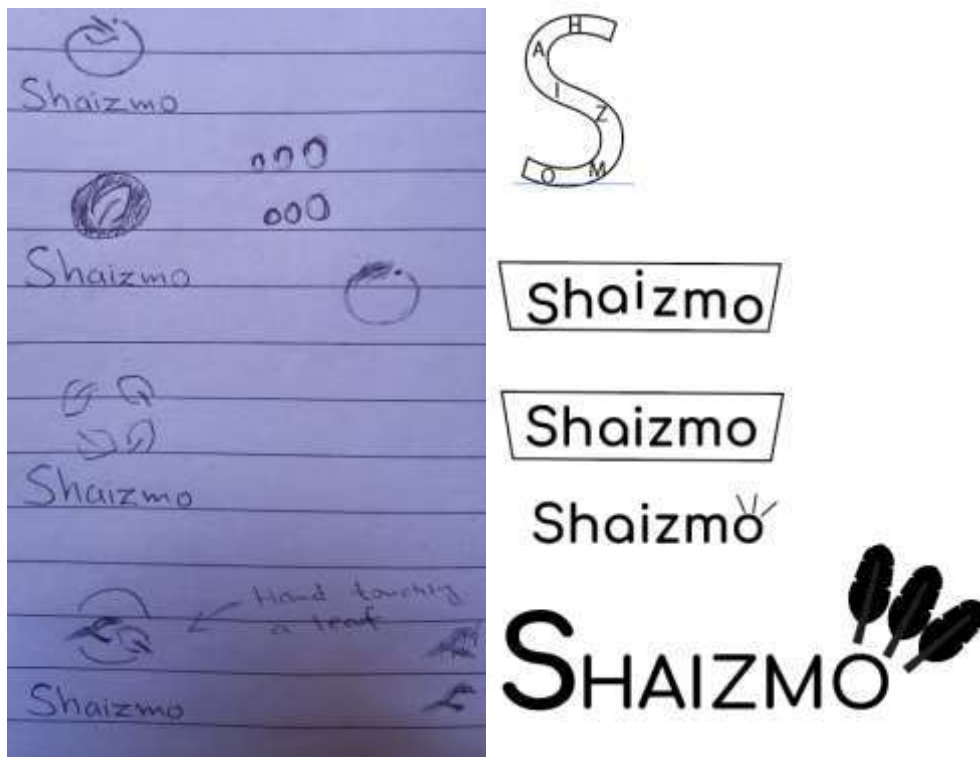 Shaizmo
Shaizmo
Shaizmo
Hand touching
a leaf
Shaizmo
S
H
A
I
Z
M
O
Shaizmo
Shaizmo
Shaizmo
SHAIZMO